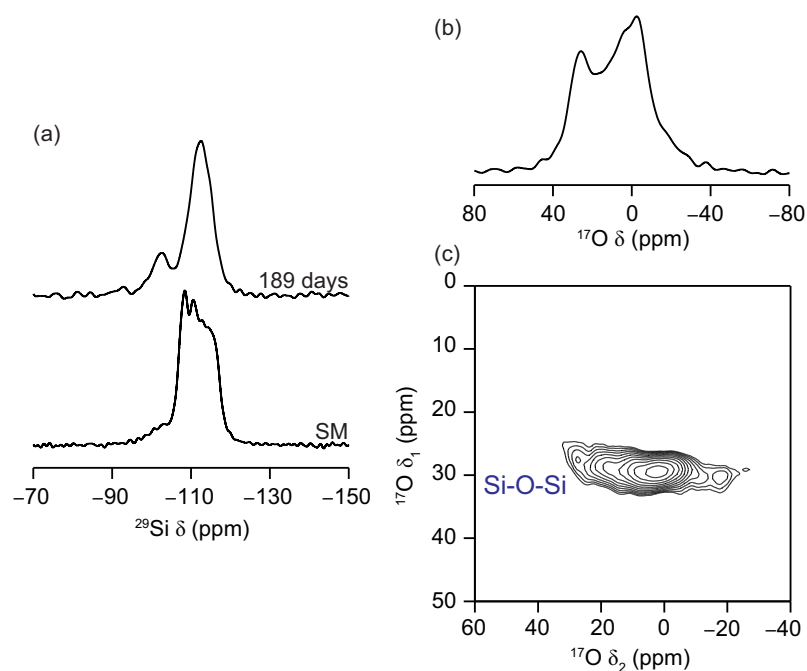 (a)
189 days
SM
−70 −90 −110 −130 −150
²⁹Si δ (ppm)
(b)
80 40 0 −40 −80
¹⁷O δ (ppm)
(c)
0
10
20
30
40
50
¹⁷O δ₁ (ppm)
Si-O-Si
60 40 20 0 −20 −40
¹⁷O δ₂ (ppm)